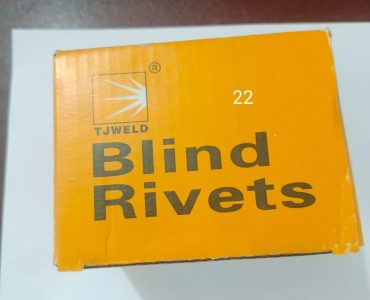 ®
22
TJWELD
Blind
Rivets